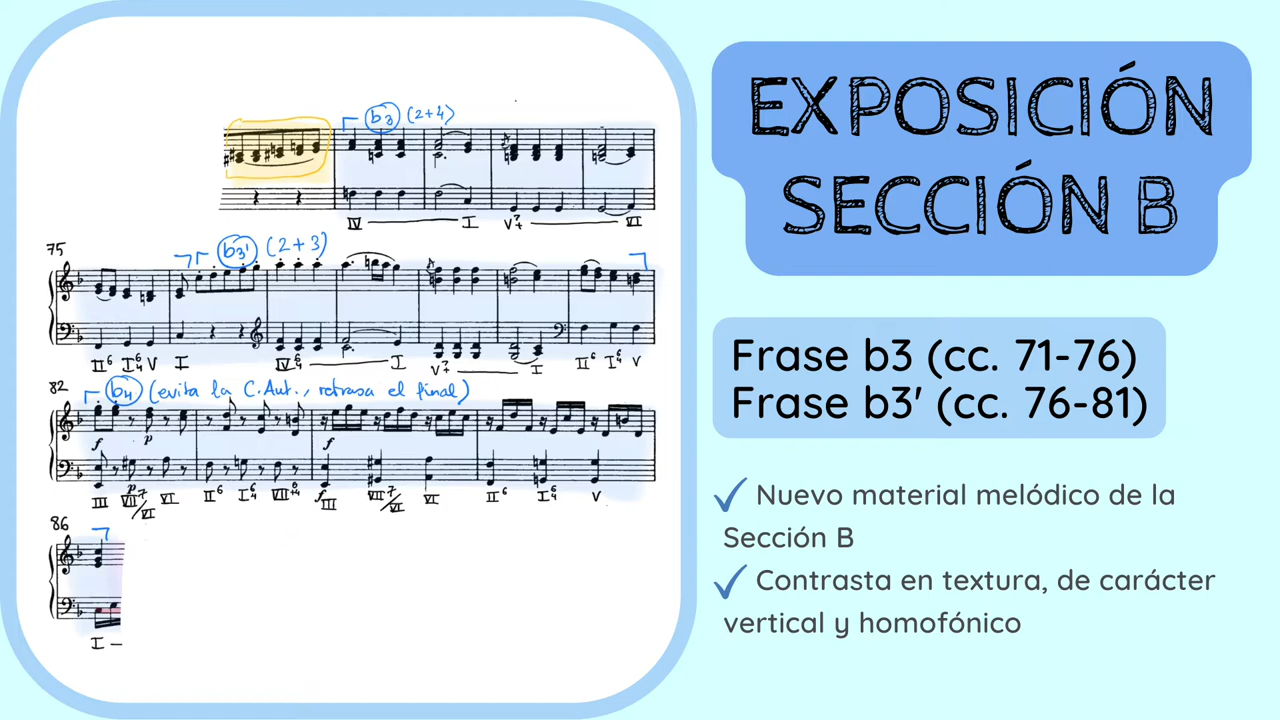 b3 (2+4)
IV I V7 VI
75
b3' (2+3)
II6 I6/4 V I IV6/4 I V7 I II6 I6/4 V
82
b4 (evita la C.Aut., retrasa el final)
f p f
p f
III VII7/VI VI II6 I6/4 VII+4 III VII7/VI VI II6 I6/4 V
86
I –
EXPOSICIÓN
SECCIÓN B
Frase b3 (cc. 71-76)
Frase b3' (cc. 76-81)
✓ Nuevo material melódico de la
Sección B
✓ Contrasta en textura, de carácter
vertical y homofónico